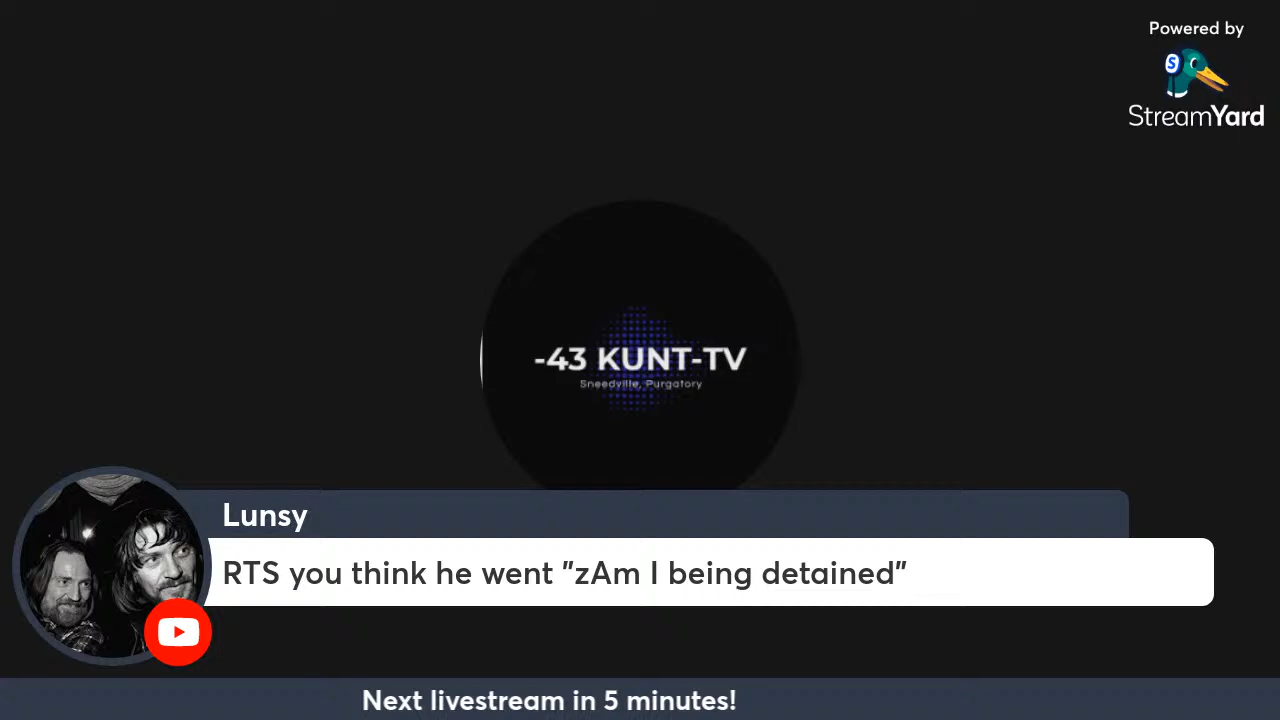 Powered by
S
StreamYard
-43 KUNT-TV
Sneedville, Purgatory
Lunsy
RTS you think he went "zAm I being detained"
Next livestream in 5 minutes!